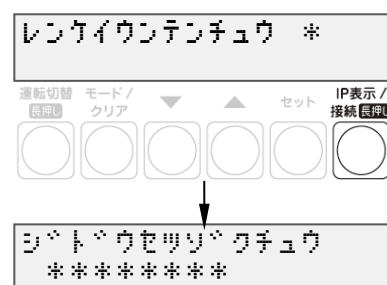 レンケイウンテンチュウ *
運転切替 モード/ ▼ ▲ セット IP表示/
長押し クリア 接続 長押し
ジドウセツゾクチュウ
********